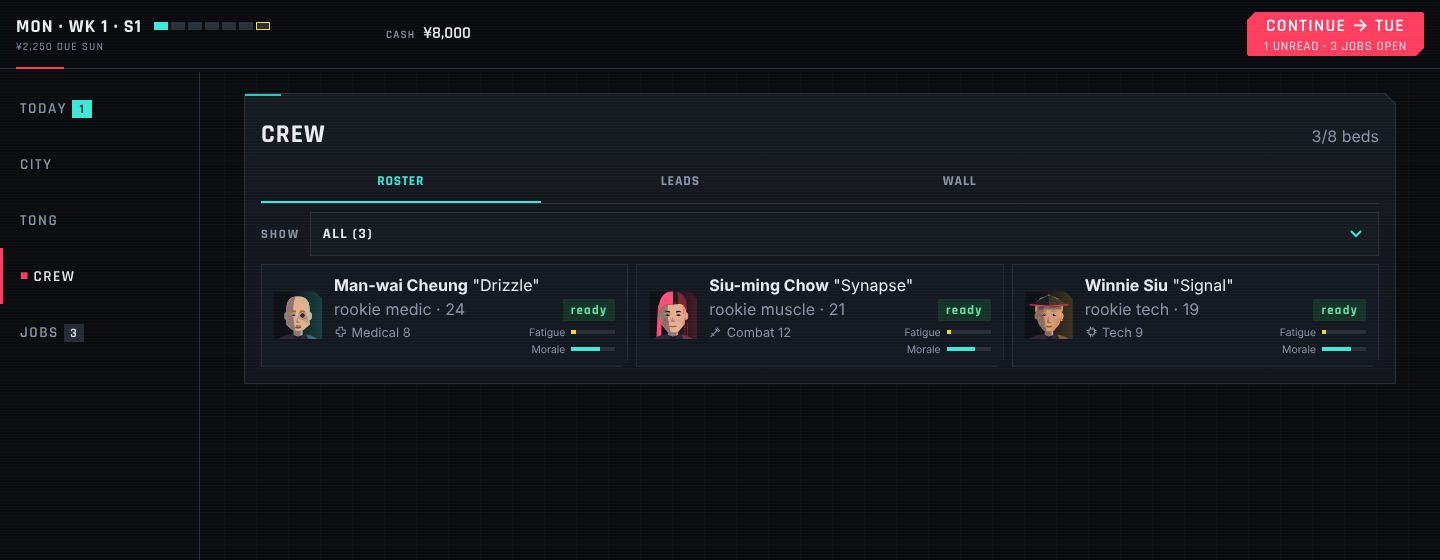 MON · WK 1 · S1
¥2,250 DUE SUN
CASH ¥8,000
CONTINUE → TUE
1 UNREAD · 3 JOBS OPEN
TODAY 1
CITY
TONG
CREW
JOBS 3
CREW
3/8 beds
ROSTER
LEADS
WALL
SHOW
ALL (3)
Man-wai Cheung "Drizzle"
rookie medic · 24
ready
Medical 8
Fatigue
Morale
Siu-ming Chow "Synapse"
rookie muscle · 21
ready
Combat 12
Fatigue
Morale
Winnie Siu "Signal"
rookie tech · 19
ready
Tech 9
Fatigue
Morale